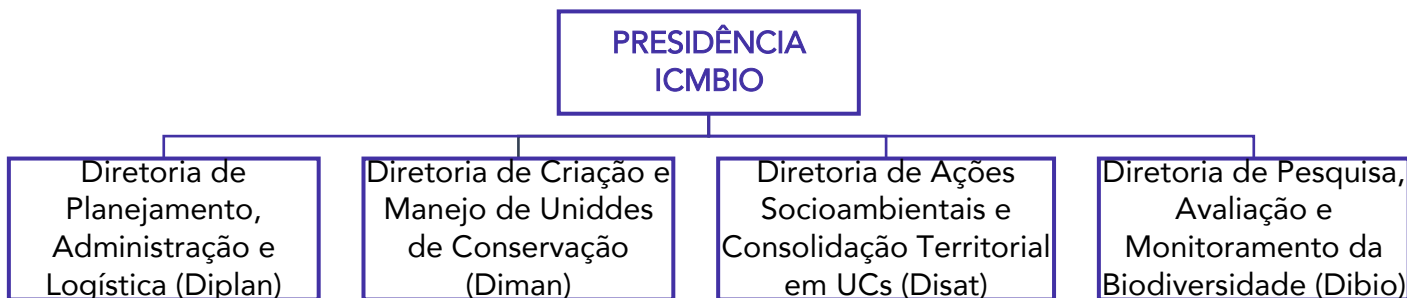 PRESIDÊNCIA
ICMBIO
Diretoria de
Planejamento,
Administração e
Logística (Diplan)
Diretoria de Criação e
Manejo de Uniddes
de Conservação
(Diman)
Diretoria de Ações
Socioambientais e
Consolidação Territorial
em UCs (Disat)
Diretoria de Pesquisa,
Avaliação e
Monitoramento da
Biodiversidade (Dibio)